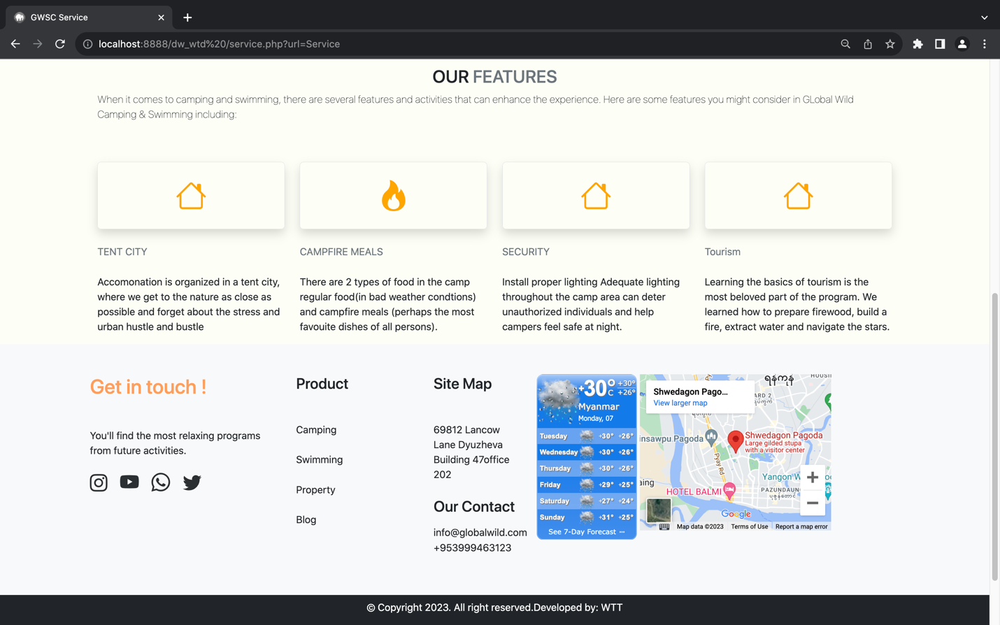 GWSC Service
localhost:8888/dw_wtd%20/service.php?url=Service
OUR FEATURES
When it comes to camping and swimming, there are several features and activities that can enhance the experience. Here are some features you might consider in GLobal Wild
Camping & Swimming including:
TENT CITY
Accomonation is organized in a tent city,
where we get to the nature as close as
possible and forget about the stress and
urban hustle and bustle
CAMPFIRE MEALS
There are 2 types of food in the camp
regular food(in bad weather condtions)
and campfire meals (perhaps the most
favouite dishes of all persons).
SECURITY
Install proper lighting Adequate lighting
throughout the camp area can deter
unauthorized individuals and help
campers feel safe at night.
Tourism
Learning the basics of tourism is the
most beloved part of the program. We
learned how to prepare firewood, build a
fire, extract water and navigate the stars.
Get in touch !
You'll find the most relaxing programs
from future activities.
Product
Camping
Swimming
Property
Blog
Site Map
69812 Lancow
Lane Dyuzheva
Building 47office
202
Our Contact
info@globalwild.com
+953999463123
+30° C +30° +26°
Myanmar
Monday, 07
Tuesday +30° +26°
Wednesday +30° +26°
Thursday +30° +26°
Friday +29° +25°
Saturday +27° +24°
Sunday +31° +25°
See 7-Day Forecast
Shwedagon Pago...
View larger map
ရန်ကုန်
insawpu Pagoda
Shwedagon Pagoda
Large gilded stupa
with a visitor center
Pyay Rd
HOTEL BALMI
PAZUNDAUNG
Google
Map data ©2023 Terms of Use Report a map error
© Copyright 2023. All right reserved.Developed by: WTT